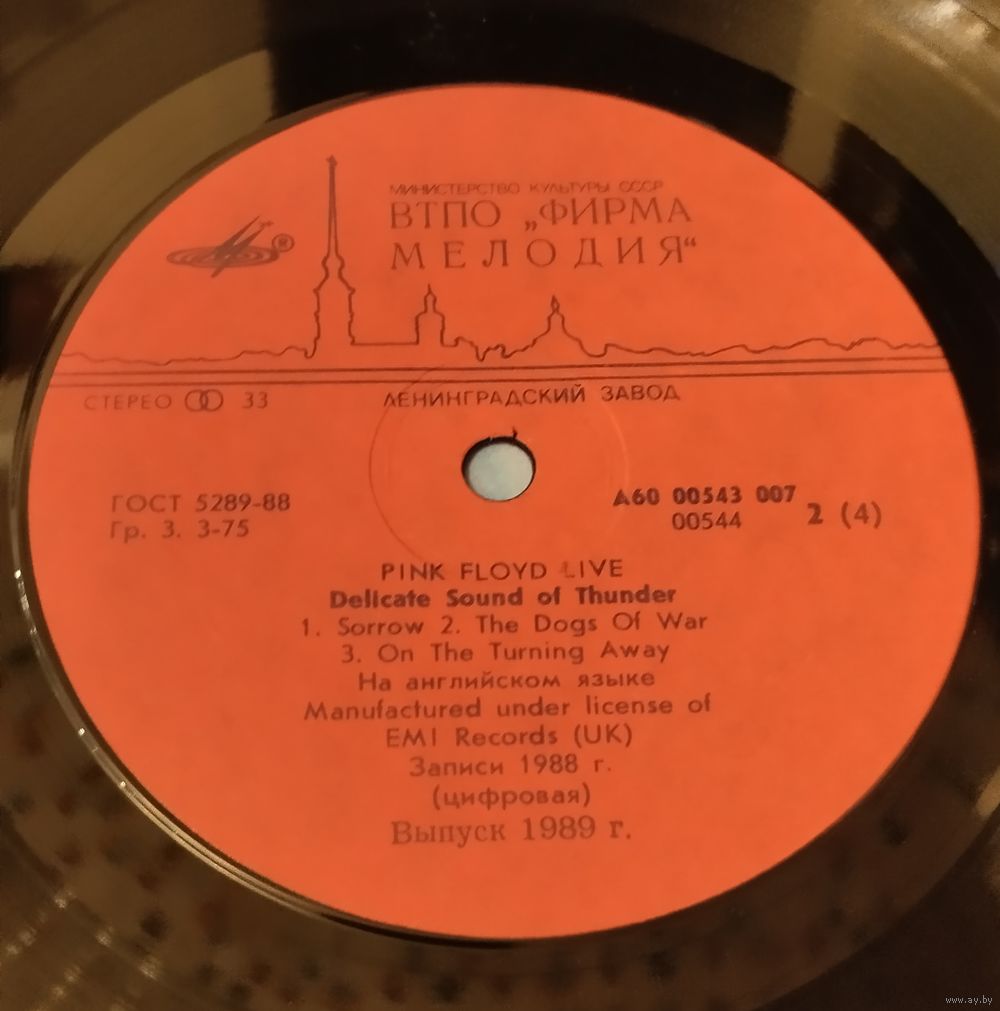 МИНИСТЕРСТВО КУЛЬТУРЫ СССР
ВТПО „ФИРМА
МЕЛОДИЯ“
®
СТЕРЕО 33
ЛЕНИНГРАДСКИЙ ЗАВОД
ГОСТ 5289-88
Гр. 3. 3-75
А60 00543 007
00544
2 (4)
PINK FLOYD LIVE
Delicate Sound of Thunder
1. Sorrow 2. The Dogs Of War
3. On The Turning Away
На английском языке
Manufactured under license of
EMI Records (UK)
Записи 1988 г.
(цифровая)
Выпуск 1989 г.
www.ay.by